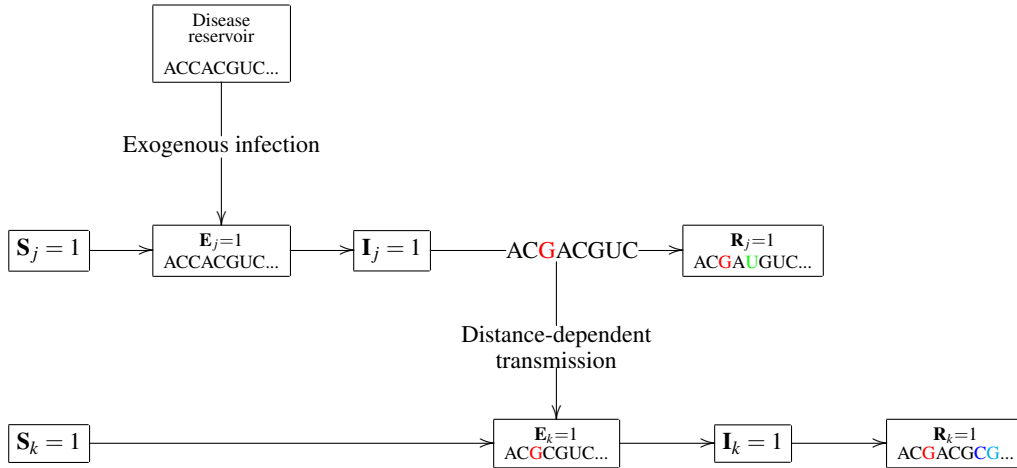 Disease
reservoir
ACCACGUC...
Exogenous infection
S_j = 1
E_j=1
ACCACGUC...
I_j = 1
ACGACGUC
R_j=1
ACGAUGUC...
Distance-dependent
transmission
S_k = 1
E_k=1
ACGCGUC...
I_k = 1
R_k=1
ACGACGCG...